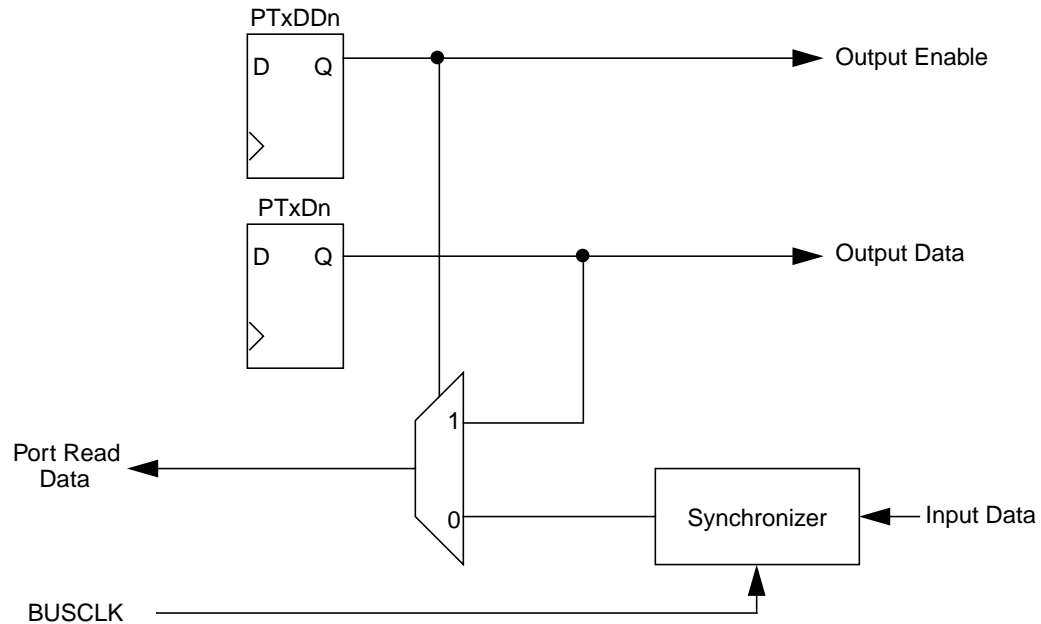 PTxDDn
D Q
Output Enable
PTxDn
D Q
Output Data
1
Port Read
Data
0
Synchronizer
Input Data
BUSCLK